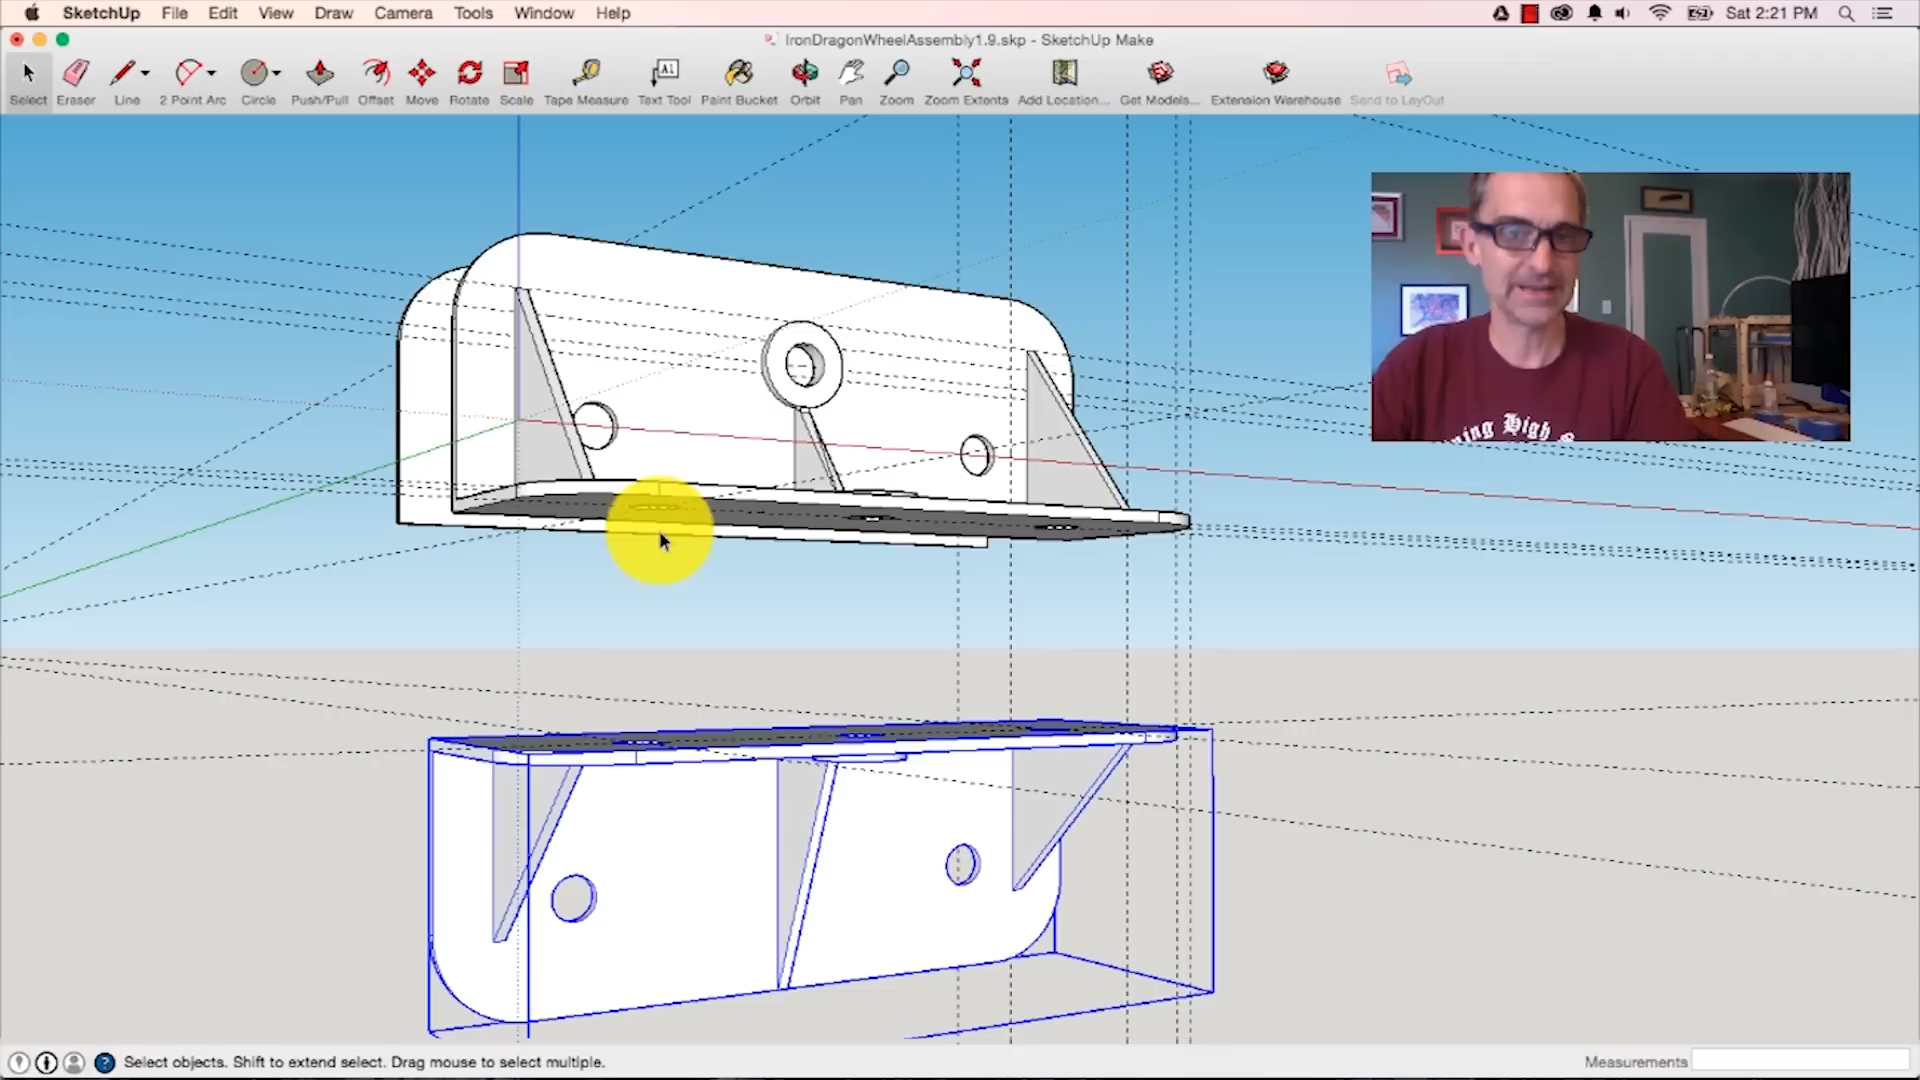 SketchUp File Edit View Draw Camera Tools Window Help Sat 2:21 PM
IronDragonWheelAssembly1.9.skp - SketchUp Make
A1
Select Eraser Line 2 Point Arc Circle Push/Pull Offset Move Rotate Scale Tape Measure Text Tool Paint Bucket Orbit Pan Zoom Zoom Extents Add Location... Get Models... Extension Warehouse Send to LayOut
High
? Select objects. Shift to extend select. Drag mouse to select multiple. Measurements